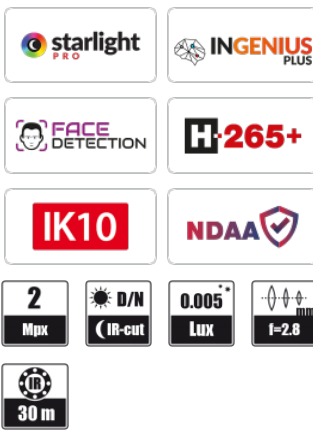 starlight
PRO
INGENIUS
PLUS
FACE
DETECTION
H·265+
IK10
NDAA
2
Mpx
D/N
IR-cut
0.005**
Lux
mm
f=2.8
IR
30 m